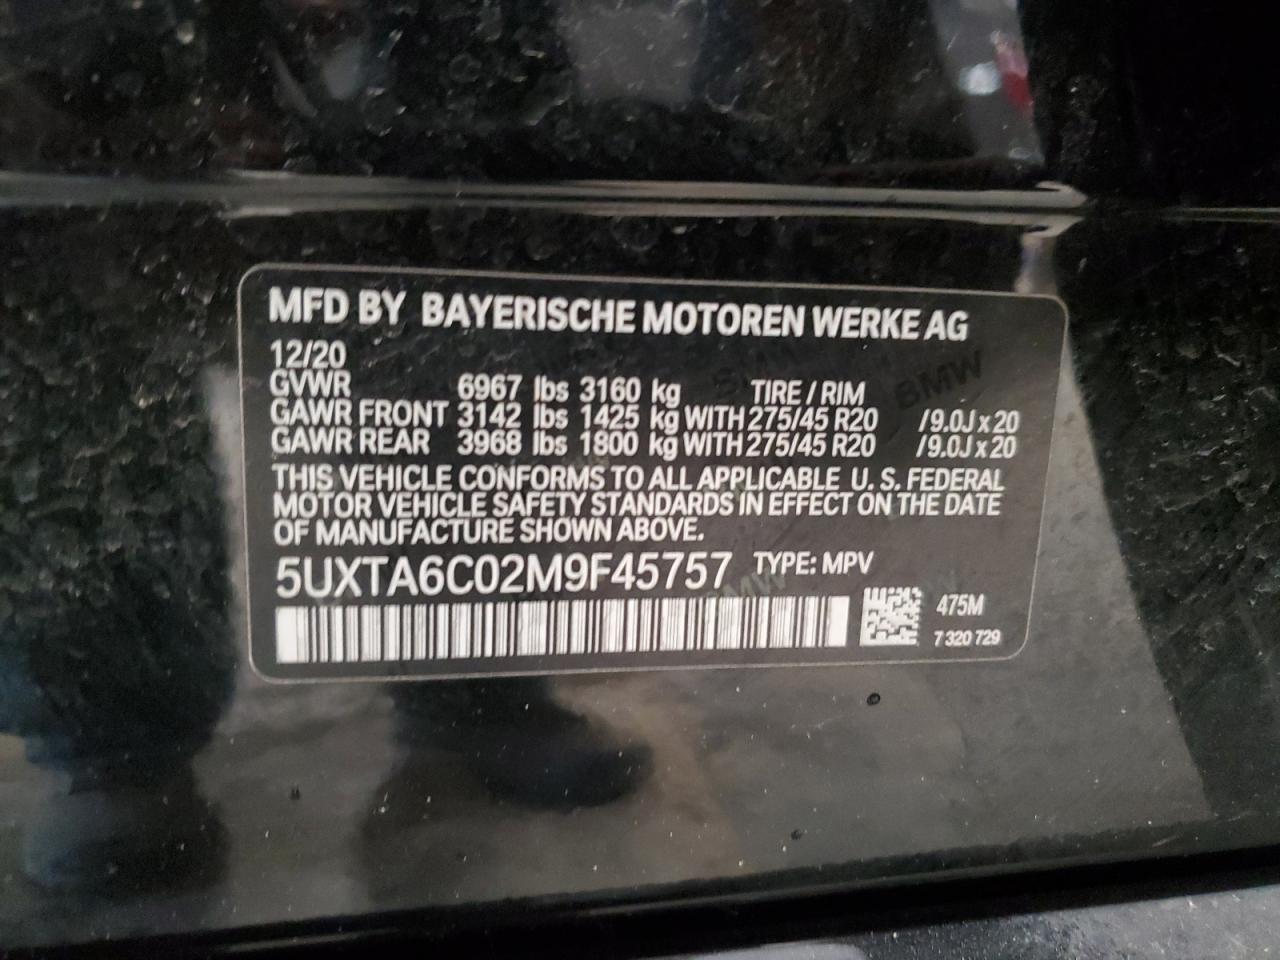 MFD BY BAYERISCHE MOTOREN WERKE AG
12/20
GVWR 6967 lbs 3160 kg TIRE / RIM
GAWR FRONT 3142 lbs 1425 kg WITH 275/45 R20 /9.0J x 20
GAWR REAR 3968 lbs 1800 kg WITH 275/45 R20 /9.0J x 20
THIS VEHICLE CONFORMS TO ALL APPLICABLE U. S. FEDERAL
MOTOR VEHICLE SAFETY STANDARDS IN EFFECT ON THE DATE
OF MANUFACTURE SHOWN ABOVE.
5UXTA6C02M9F45757 TYPE: MPV
475M
7 320 729
BMW